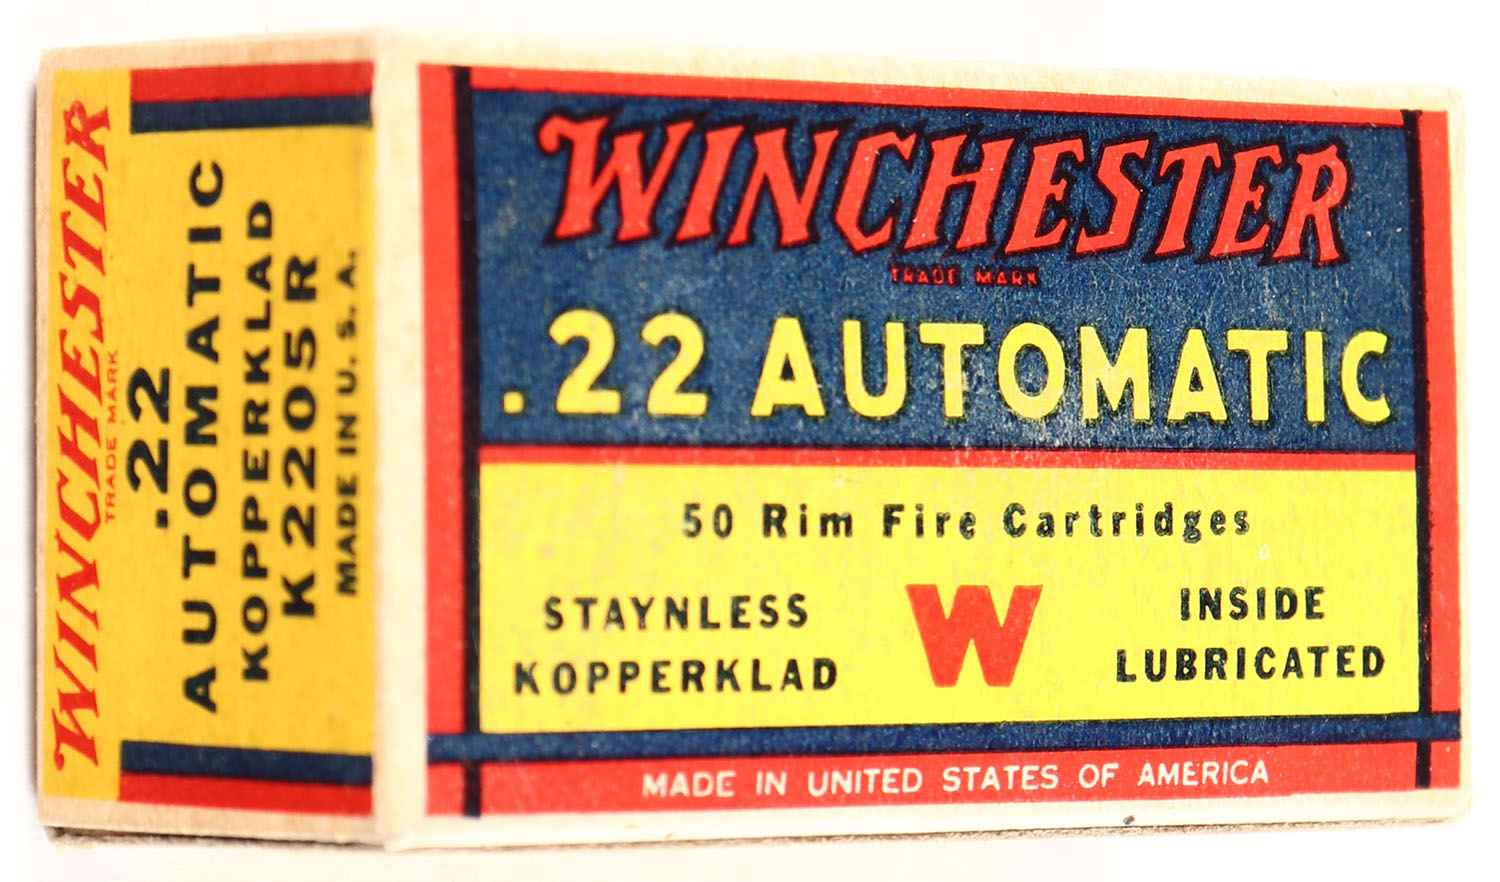 WINCHESTER
TRADE MARK
.22
AUTOMATIC
KOPPERKLAD
K2205R
MADE IN U.S.A.
WINCHESTER
TRADE MARK
.22 AUTOMATIC
50 Rim Fire Cartridges
STAYNLESS
KOPPERKLAD
W
INSIDE
LUBRICATED
MADE IN UNITED STATES OF AMERICA